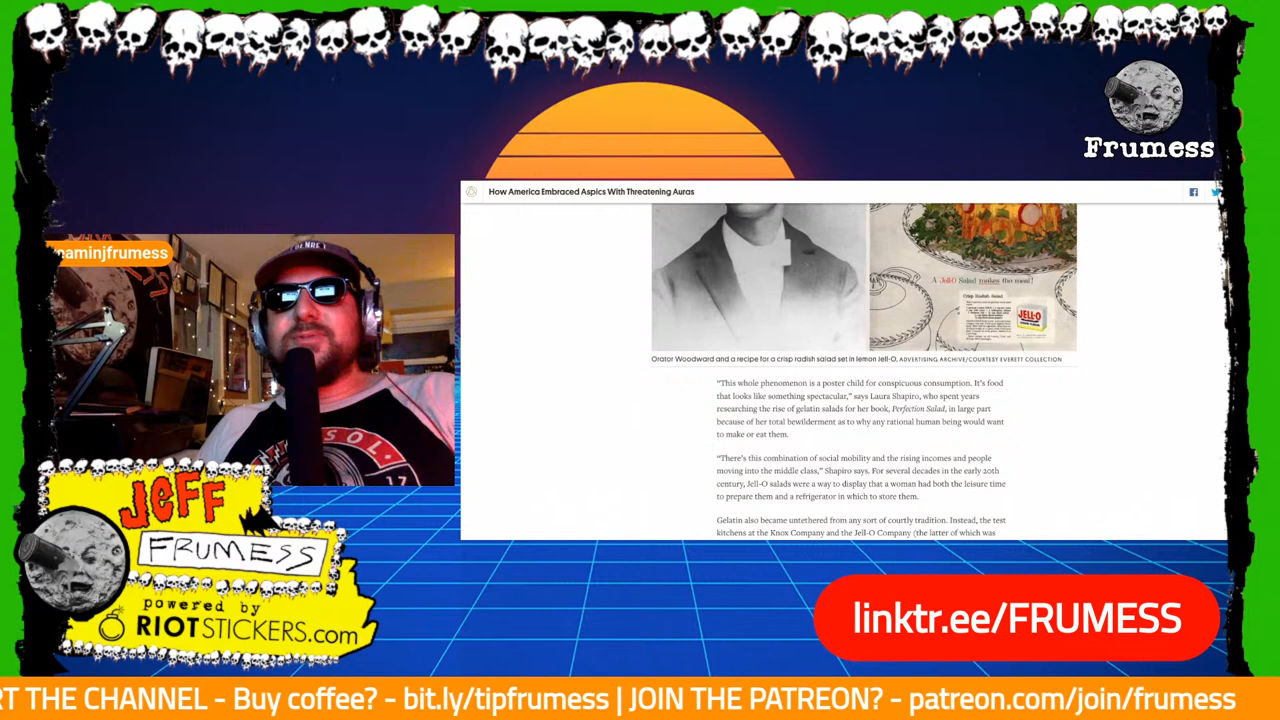 Frumess
How America Embraced Aspics With Threatening Auras
eaminjfrumess
A Jell-O Salad makes the meal!
Crisp Radish Salad
JELL-O
Orator Woodward and a recipe for a crisp radish salad set in lemon Jell-O. ADVERTISING ARCHIVE/COURTESY EVERETT COLLECTION
“This whole phenomenon is a poster child for conspicuous consumption. It’s food
that looks like something spectacular,” says Laura Shapiro, who spent years
researching the rise of gelatin salads for her book, Perfection Salad, in large part
because of her total bewilderment as to why any rational human being would want
to make or eat them.
“There’s this combination of social mobility and the rising incomes and people
moving into the middle class,” Shapiro says. For several decades in the early 20th
century, Jell-O salads were a way to display that a woman had both the leisure time
to prepare them and a refrigerator in which to store them.
Gelatin also became untethered from any sort of courtly tradition. Instead, the test
kitchens at the Knox Company and the Jell-O Company (the latter of which was
SOL
17
JEFF
FRUMESS
powered by
RIOTSTICKERS.com
linktr.ee/FRUMESS
RT THE CHANNEL - Buy coffee? - bit.ly/tipfrumess | JOIN THE PATREON? - patreon.com/join/frumess